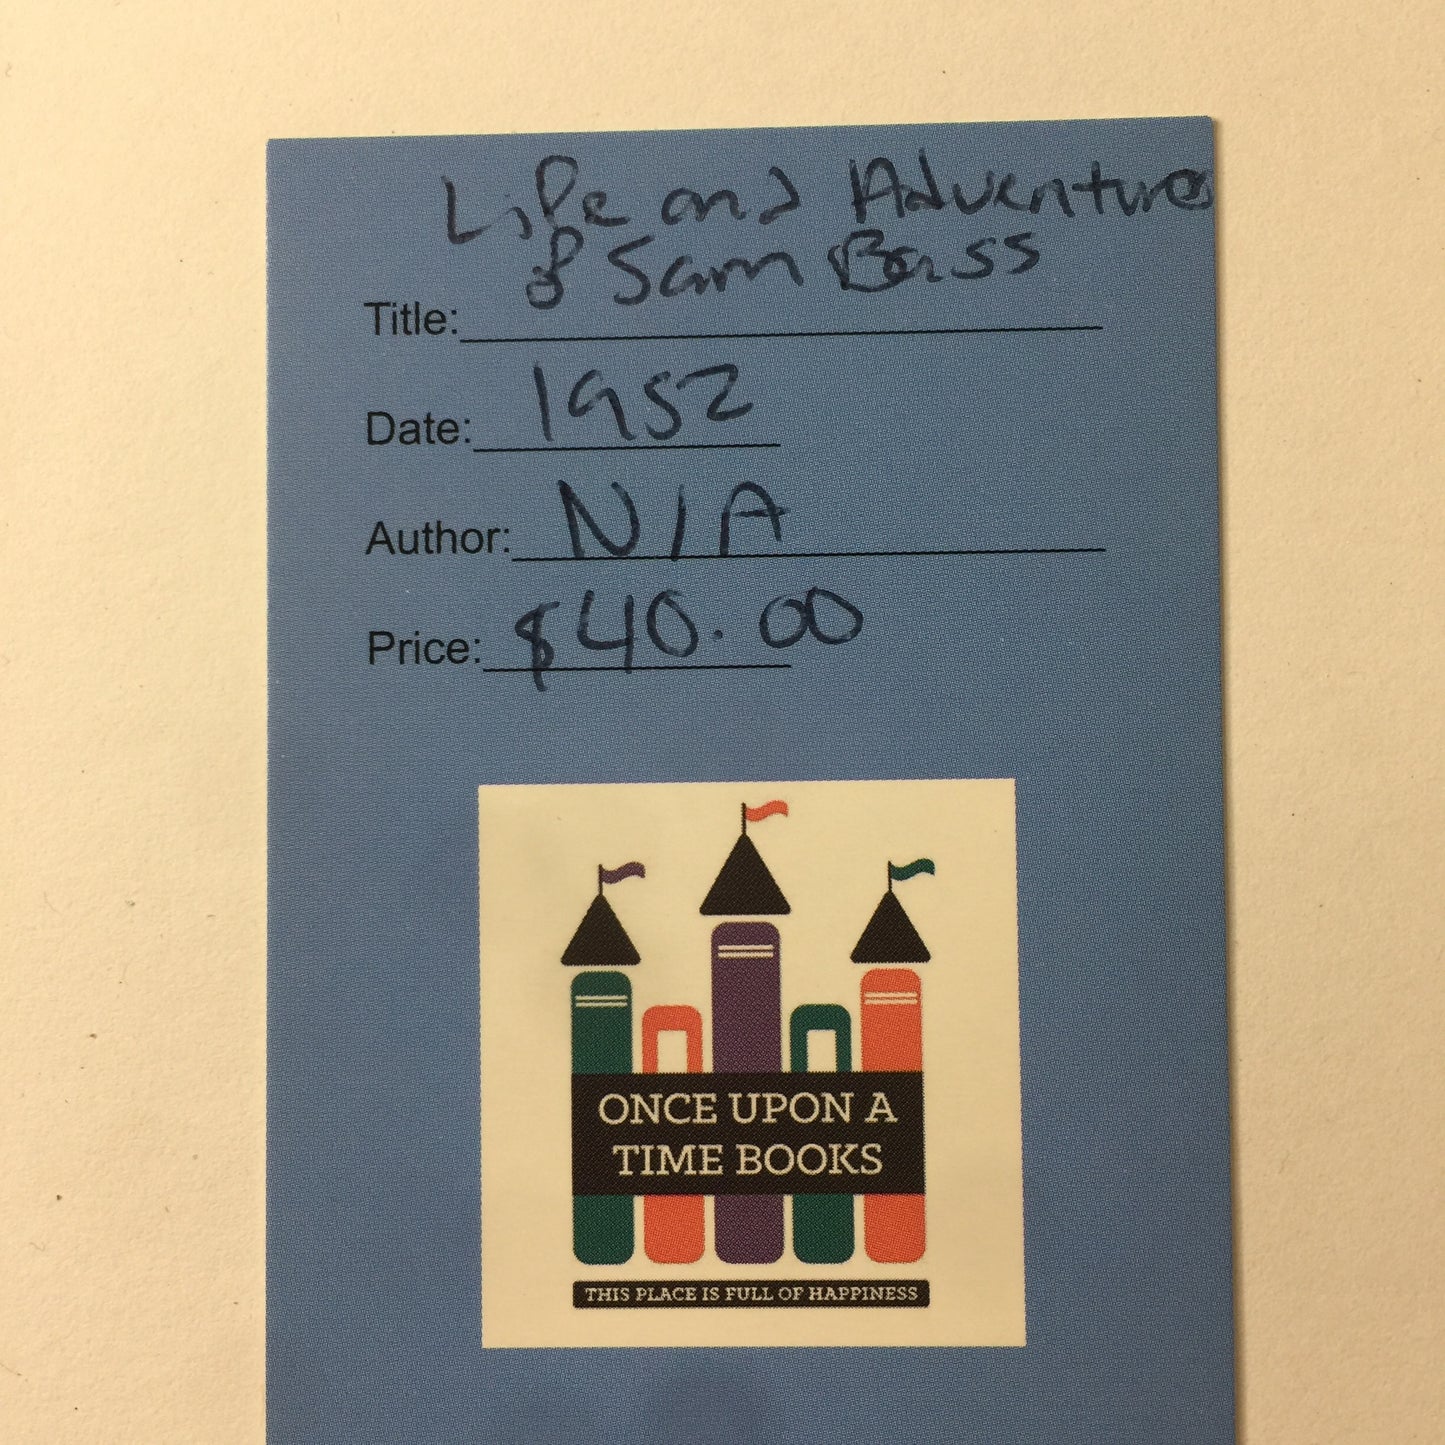 Life and Adventures
of Sam Bass
Title:
Date: 1952
Author: N/A
Price: $40.00
ONCE UPON A
TIME BOOKS
THIS PLACE IS FULL OF HAPPINESS